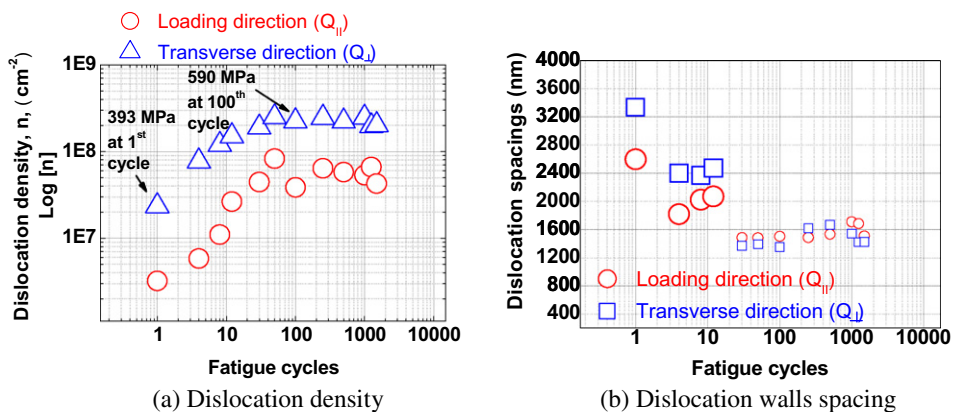 Loading direction (Q||)
Transverse direction (Q⊥)
Dislocation density, n, ( cm-2)
Log [n]
1E9
1E8
1E7
393 MPa
at 1st
cycle
590 MPa
at 100th
cycle
1 10 100 1000 10000
Fatigue cycles
(a) Dislocation density
Dislocation spacings (nm)
4000
3600
3200
2800
2400
2000
1600
1200
800
400
Loading direction (Q||)
Transverse direction (Q⊥)
1 10 100 1000 10000
Fatigue cycles
(b) Dislocation walls spacing